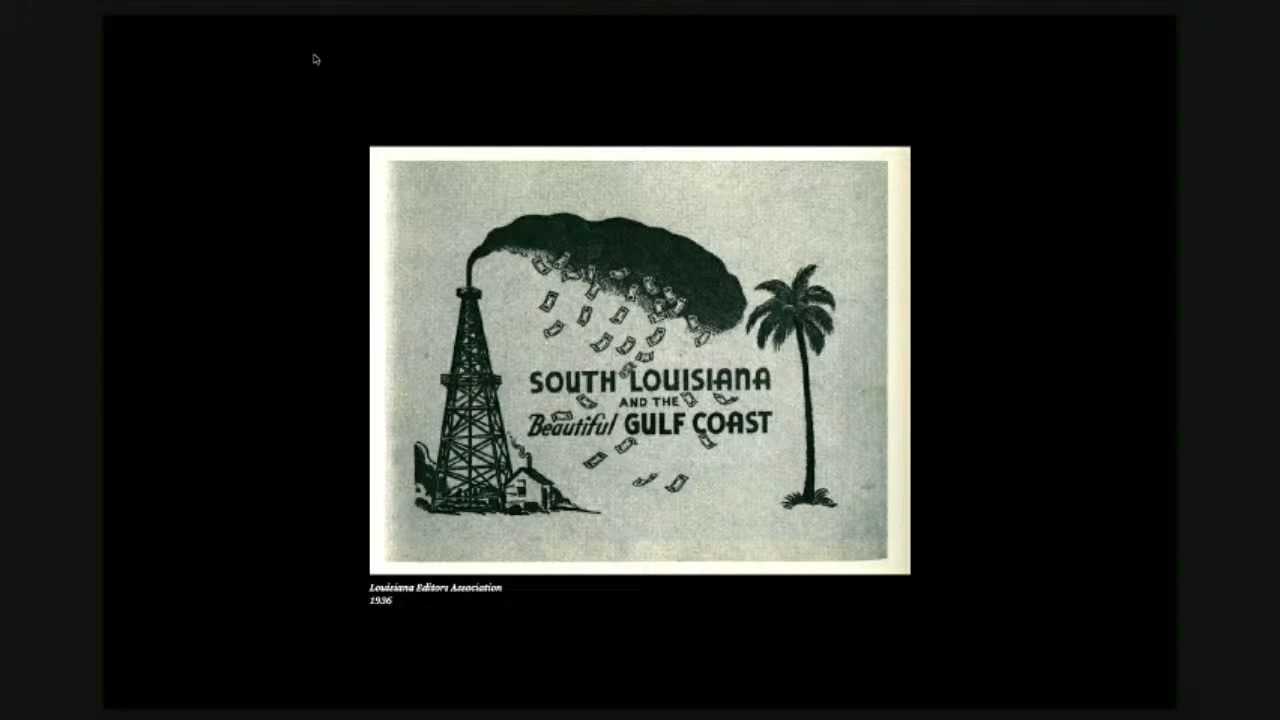 SOUTH LOUISIANA
AND THE
Beautiful GULF COAST
Louisiana Editors Association
1936